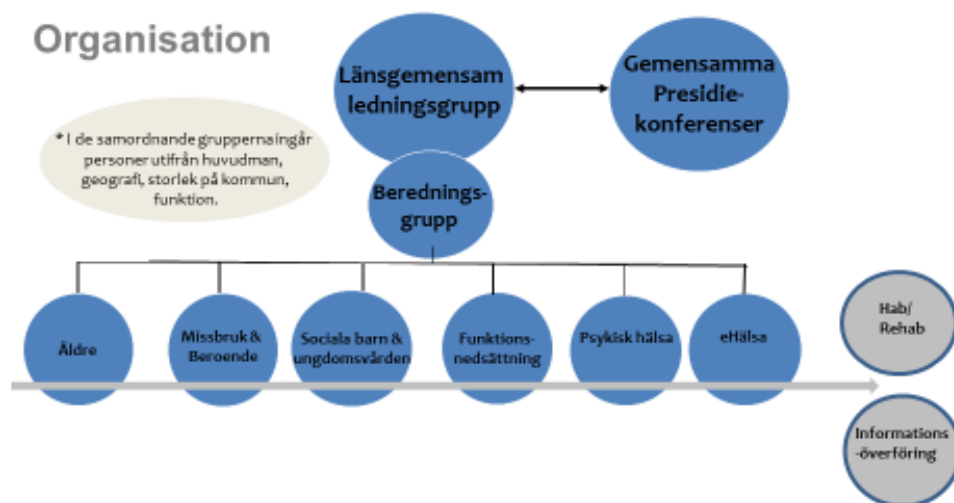 Organisation
Länsgemensam
ledningsgrupp
Gemensamma
Presidie-
konferenser
* I de samordnande gruppernaingår
personer utifrån huvudman,
geografi, storlek på kommun,
funktion.
Berednings-
grupp
Äldre
Missbruk &
Beroende
Sociala barn &
ungdomsvården
Funktions-
nedsättning
Psykisk hälsa
eHälsa
Hab/
Rehab
Informations
-överföring